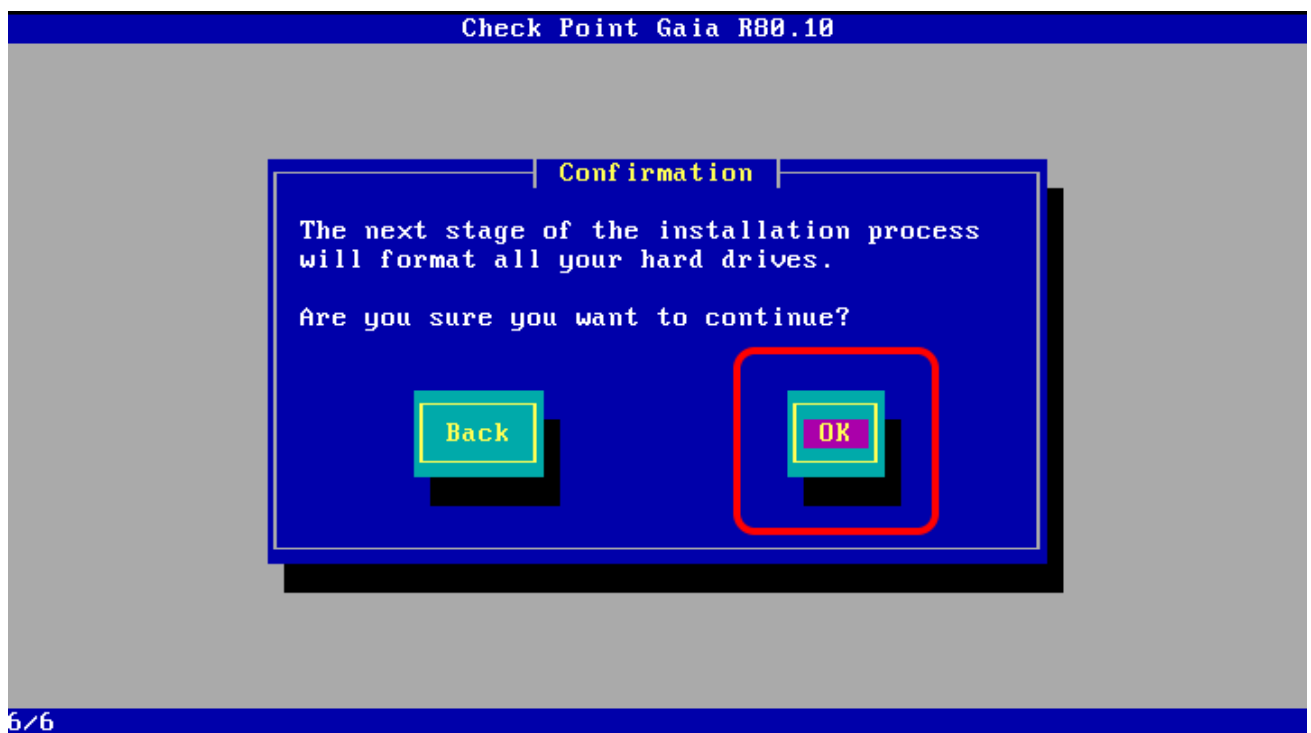 Check Point Gaia R80.10
Confirmation
The next stage of the installation process
will format all your hard drives.
Are you sure you want to continue?
Back OK
6/6